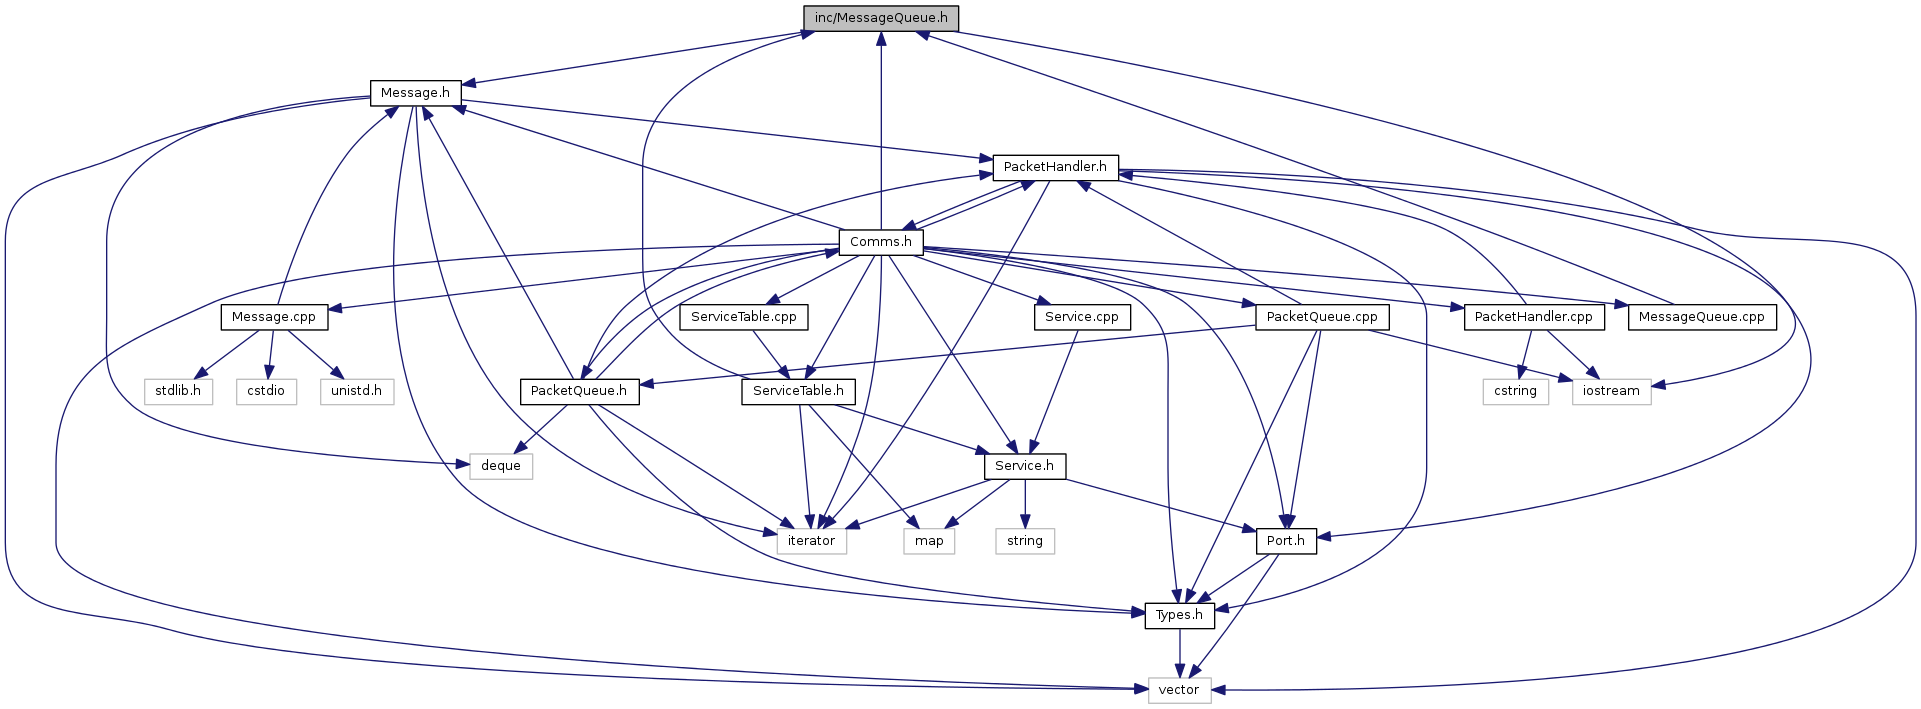 inc/MessageQueue.h
Message.h
PacketHandler.h
Comms.h
Message.cpp
ServiceTable.cpp
Service.cpp
PacketQueue.cpp
PacketHandler.cpp
MessageQueue.cpp
stdlib.h
cstdio
unistd.h
PacketQueue.h
ServiceTable.h
cstring
iostream
deque
Service.h
iterator
map
string
Port.h
Types.h
vector